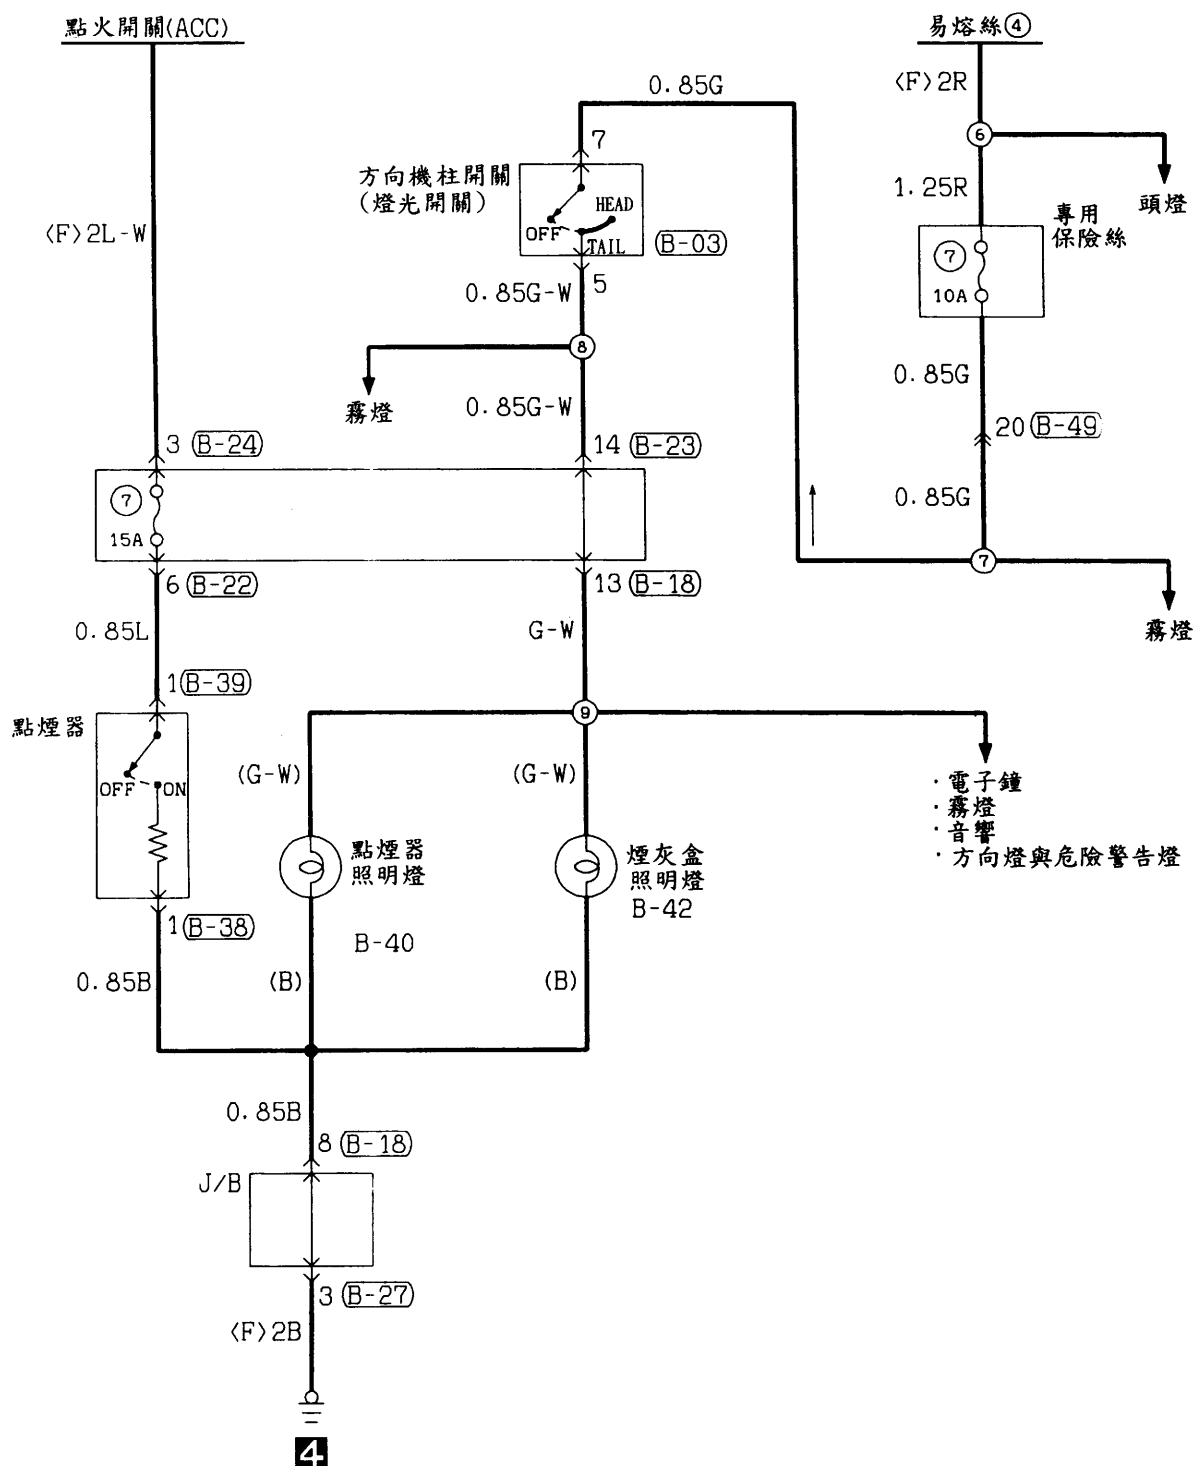 點火開關(ACC)
易熔絲④
0.85G
<F>2R
⑥
7
方向機柱開關
(燈光開關)
HEAD
OFF
TAIL
B-03
1.25R
頭燈
專用
保險絲
⑦
10A
<F>2L-W
5
0.85G-W
⑧
霧燈
0.85G-W
0.85G
20 B-49
0.85G
3 B-24
14 B-23
⑦
15A
⑦
霧燈
6 B-22
13 B-18
0.85L
G-W
1 B-39
點煙器
OFF
ON
⑨
(G-W)
(G-W)
·電子鐘
·霧燈
·音響
·方向燈與危險警告燈
點煙器
照明燈
B-40
煙灰盒
照明燈
B-42
1 B-38
0.85B
(B)
(B)
0.85B
8 B-18
J/B
3 B-27
<F>2B
4